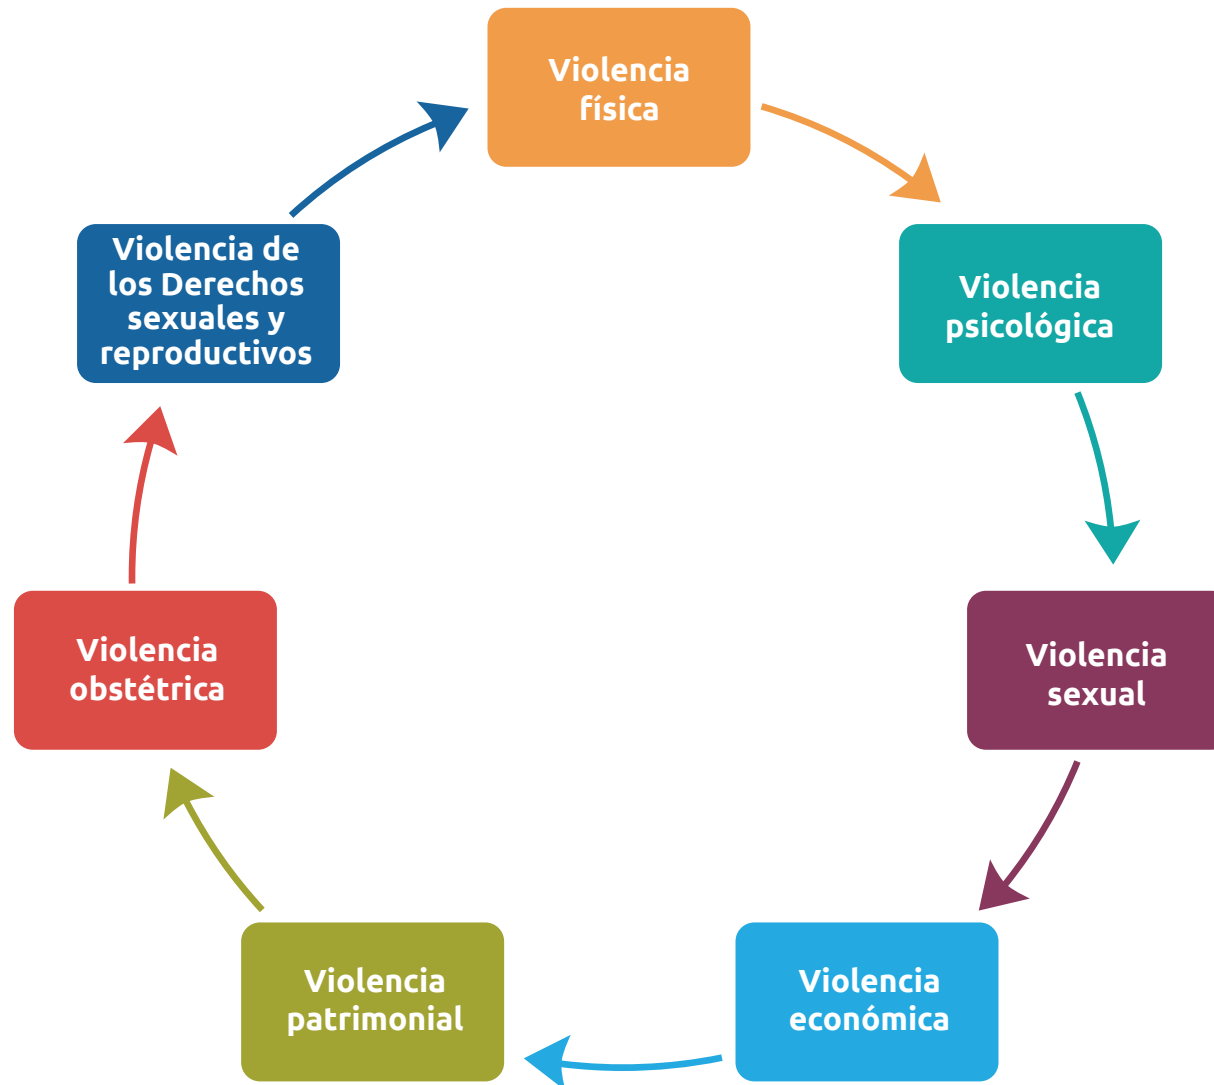 Violencia
física
Violencia
psicológica
Violencia
sexual
Violencia
económica
Violencia
patrimonial
Violencia
obstétrica
Violencia de
los Derechos
sexuales y
reproductivos